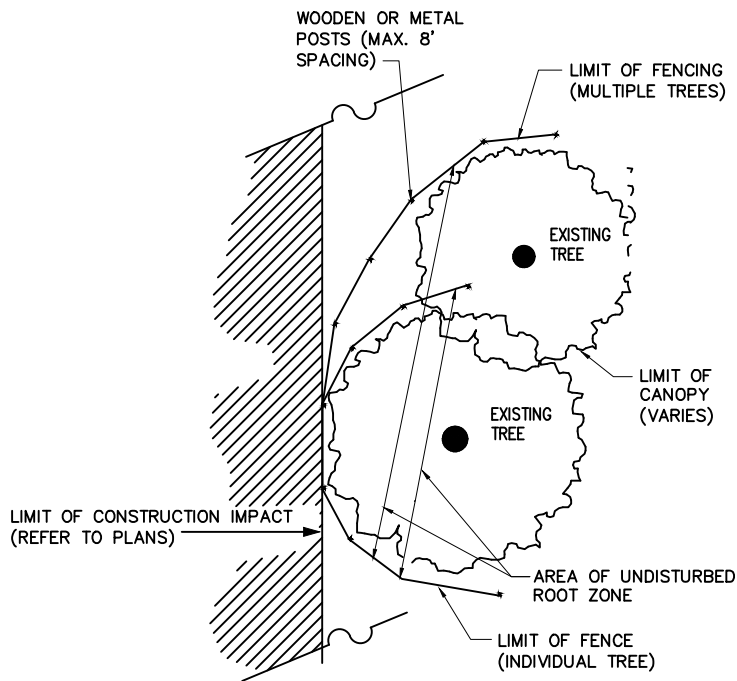 WOODEN OR METAL
POSTS (MAX. 8'
SPACING)
LIMIT OF FENCING
(MULTIPLE TREES)
EXISTING
TREE
LIMIT OF
CANOPY
(VARIES)
EXISTING
TREE
LIMIT OF CONSTRUCTION IMPACT
(REFER TO PLANS)
AREA OF UNDISTURBED
ROOT ZONE
LIMIT OF FENCE
(INDIVIDUAL TREE)